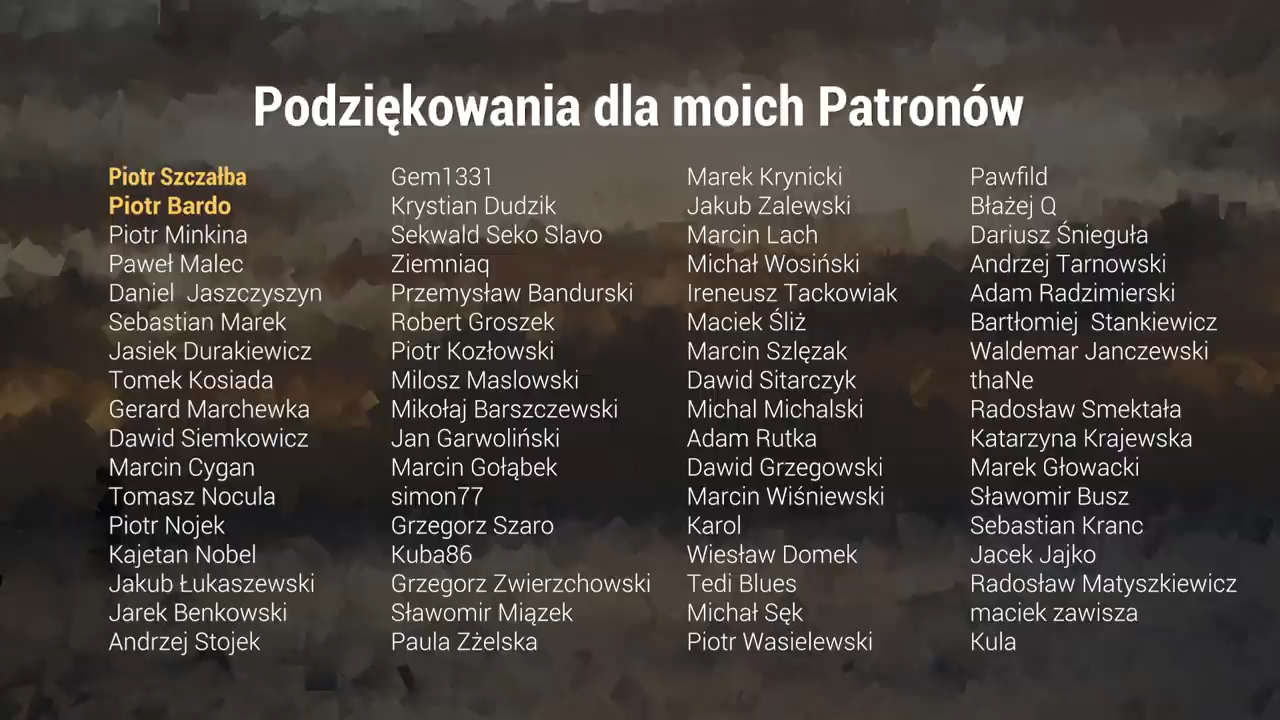 Podziękowania dla moich Patronów
Piotr Szczałba
Piotr Bardo
Piotr Minkina
Paweł Malec
Daniel  Jaszczyszyn
Sebastian Marek
Jasiek Durakiewicz
Tomek Kosiada
Gerard Marchewka
Dawid Siemkowicz
Marcin Cygan
Tomasz Nocula
Piotr Nojek
Kajetan Nobel
Jakub Łukaszewski
Jarek Benkowski
Andrzej Stojek
Gem1331
Krystian Dudzik
Sekwald Seko Slavo
Ziemniaq
Przemysław Bandurski
Robert Groszek
Piotr Kozłowski
Milosz Maslowski
Mikołaj Barszczewski
Jan Garwoliński
Marcin Gołąbek
simon77
Grzegorz Szaro
Kuba86
Grzegorz Zwierzchowski
Sławomir Miązek
Paula Zżelska
Marek Krynicki
Jakub Zalewski
Marcin Lach
Michał Wosiński
Ireneusz Tackowiak
Maciek Śliż
Marcin Szlęzak
Dawid Sitarczyk
Michal Michalski
Adam Rutka
Dawid Grzegowski
Marcin Wiśniewski
Karol
Wiesław Domek
Tedi Blues
Michał Sęk
Piotr Wasielewski
Pawfild
Błażej Q
Dariusz Śnieguła
Andrzej Tarnowski
Adam Radzimierski
Bartłomiej  Stankiewicz
Waldemar Janczewski
thaNe
Radosław Smektała
Katarzyna Krajewska
Marek Głowacki
Sławomir Busz
Sebastian Kranc
Jacek Jajko
Radosław Matyszkiewicz
maciek zawisza
Kula